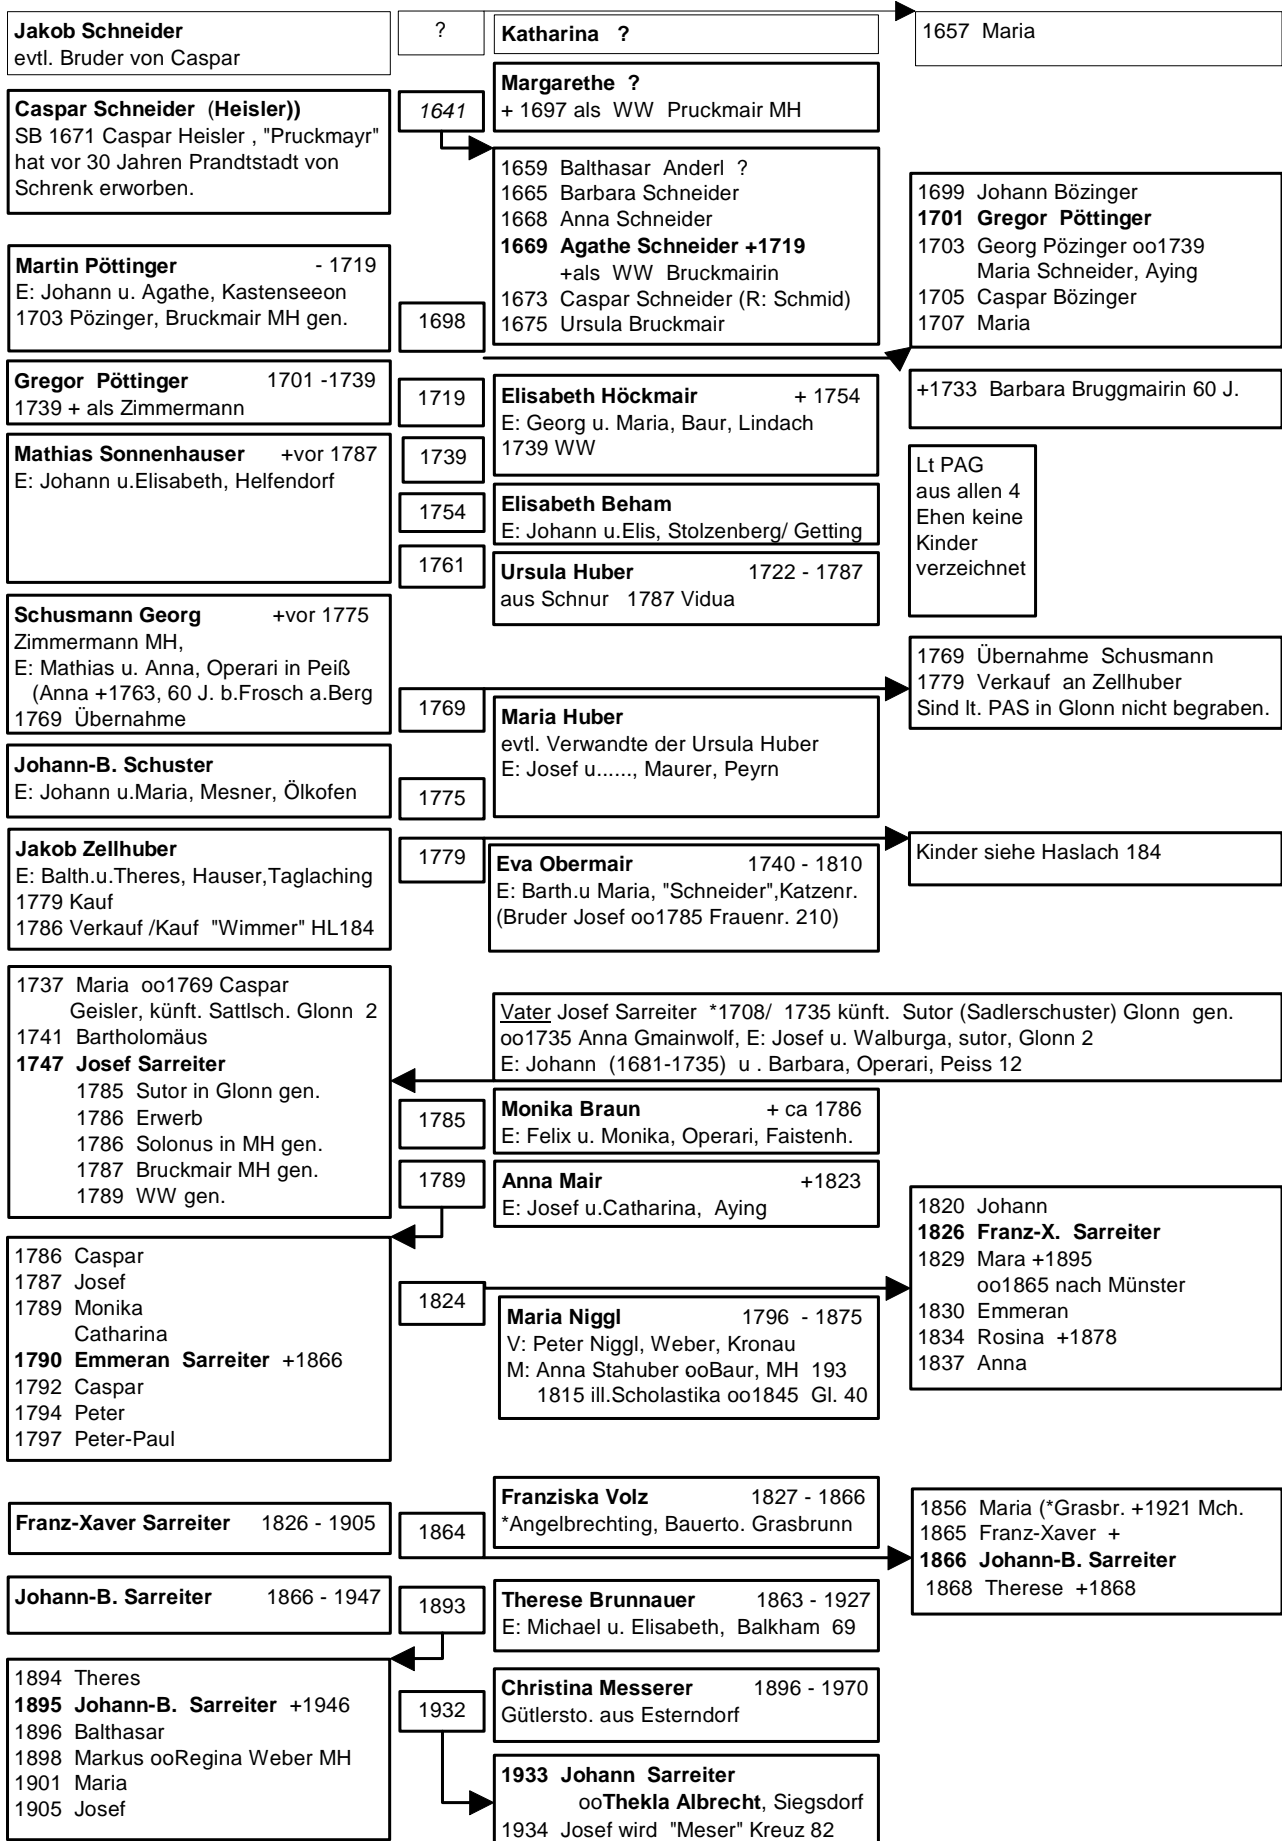 Jakob Schneider
evtl. Bruder von Caspar
?
Katharina ?
1657 Maria
Caspar Schneider (Heisler))
SB 1671 Caspar Heisler , "Pruckmayr"
hat vor 30 Jahren Prandtstadt von
Schrenk erworben.
1641
Margarethe ?
+ 1697 als WW Pruckmair MH
1659 Balthasar Anderl ?
1665 Barbara Schneider
1668 Anna Schneider
1669 Agathe Schneider +1719
+als WW Bruckmairin
1673 Caspar Schneider (R: Schmid)
1675 Ursula Bruckmair
Martin Pöttinger - 1719
E: Johann u. Agathe, Kastenseeon
1703 Pözinger, Bruckmair MH gen.
1698
1699 Johann Bözinger
1701 Gregor Pöttinger
1703 Georg Pözinger oo1739
Maria Schneider, Aying
1705 Caspar Bözinger
1707 Maria
Gregor Pöttinger 1701 -1739
1739 + als Zimmermann
1719
Elisabeth Höckmair + 1754
E: Georg u. Maria, Baur, Lindach
1739 WW
+1733 Barbara Bruggmairin 60 J.
Mathias Sonnenhauser +vor 1787
E: Johann u.Elisabeth, Helfendorf
1739
1754
Elisabeth Beham
E: Johann u.Elis, Stolzenberg/ Getting
1761
Ursula Huber 1722 - 1787
aus Schnur 1787 Vidua
Lt PAG
aus allen 4
Ehen keine
Kinder
verzeichnet
Schusmann Georg +vor 1775
Zimmermann MH,
E: Mathias u. Anna, Operari in Peiß
(Anna +1763, 60 J. b.Frosch a.Berg
1769 Übernahme
1769
Maria Huber
evtl. Verwandte der Ursula Huber
E: Josef u......, Maurer, Peyrn
1769 Übernahme Schusmann
1779 Verkauf an Zellhuber
Sind lt. PAS in Glonn nicht begraben.
Johann-B. Schuster
E: Johann u.Maria, Mesner, Ölkofen
1775
Jakob Zellhuber
E: Balth.u.Theres, Hauser,Taglaching
1779 Kauf
1786 Verkauf /Kauf "Wimmer" HL184
1779
Eva Obermair 1740 - 1810
E: Barth.u Maria, "Schneider",Katzenr.
(Bruder Josef oo1785 Frauenr. 210)
Kinder siehe Haslach 184
1737 Maria oo1769 Caspar
Geisler, künft. Sattlsch. Glonn 2
1741 Bartholomäus
1747 Josef Sarreiter
1785 Sutor in Glonn gen.
1786 Erwerb
1786 Solonus in MH gen.
1787 Bruckmair MH gen.
1789 WW gen.
Vater Josef Sarreiter *1708/ 1735 künft. Sutor (Sadlerschuster) Glonn gen.
oo1735 Anna Gmainwolf, E: Josef u. Walburga, sutor, Glonn 2
E: Johann (1681-1735) u . Barbara, Operari, Peiss 12
1785
Monika Braun + ca 1786
E: Felix u. Monika, Operari, Faistenh.
1789
Anna Mair +1823
E: Josef u.Catharina, Aying
1786 Caspar
1787 Josef
1789 Monika
Catharina
1790 Emmeran Sarreiter +1866
1792 Caspar
1794 Peter
1797 Peter-Paul
1824
Maria Niggl 1796 - 1875
V: Peter Niggl, Weber, Kronau
M: Anna Stahuber ooBaur, MH 193
1815 ill.Scholastika oo1845 Gl. 40
1820 Johann
1826 Franz-X. Sarreiter
1829 Mara +1895
oo1865 nach Münster
1830 Emmeran
1834 Rosina +1878
1837 Anna
Franz-Xaver Sarreiter 1826 - 1905
1864
Franziska Volz 1827 - 1866
*Angelbrechting, Bauerto. Grasbrunn
1856 Maria (*Grasbr. +1921 Mch.
1865 Franz-Xaver +
1866 Johann-B. Sarreiter
1868 Therese +1868
Johann-B. Sarreiter 1866 - 1947
1893
Therese Brunnauer 1863 - 1927
E: Michael u. Elisabeth, Balkham 69
1894 Theres
1895 Johann-B. Sarreiter +1946
1896 Balthasar
1898 Markus ooRegina Weber MH
1901 Maria
1905 Josef
1932
Christina Messerer 1896 - 1970
Gütlersto. aus Esterndorf
1933 Johann Sarreiter
ooThekla Albrecht, Siegsdorf
1934 Josef wird "Meser" Kreuz 82